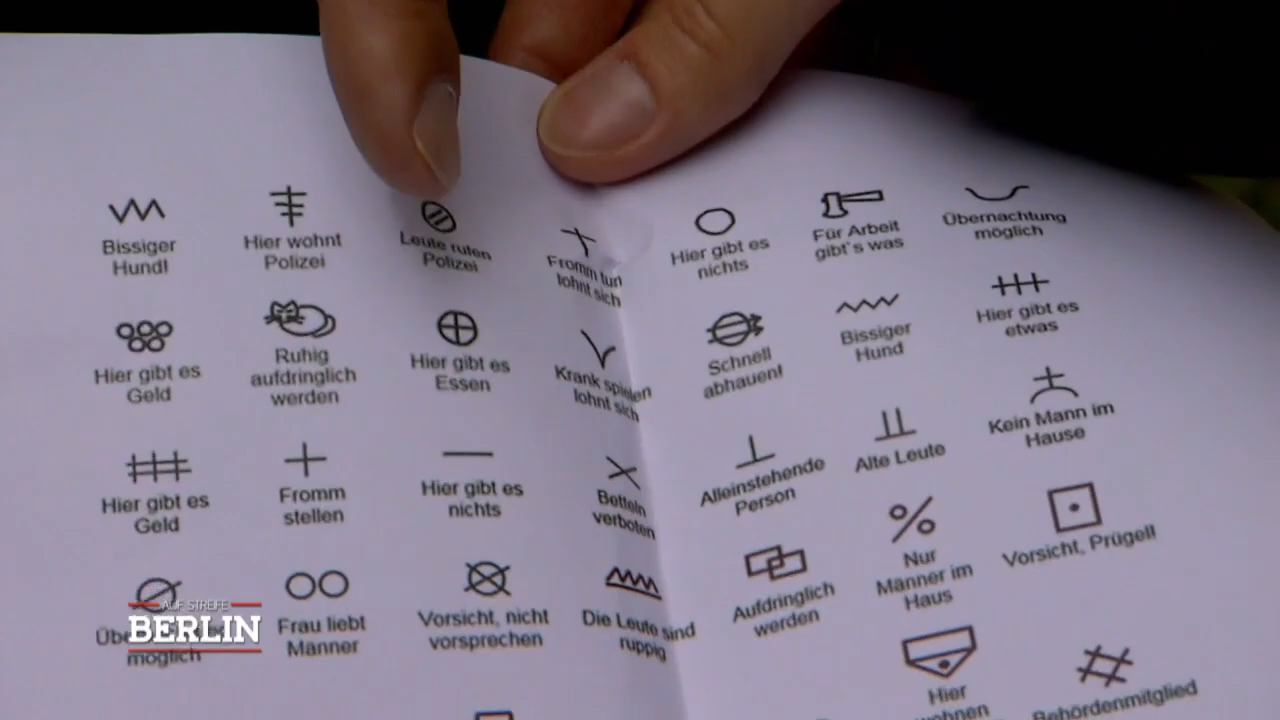 Bissiger
Hund!
Hier wohnt
Polizei
Leute rufen
Polizei
Fromm tun
lohnt sich
Hier gibt es
nichts
Für Arbeit
gibt's was
Übernachtung
möglich
Hier gibt es
Geld
Ruhig
aufdringlich
werden
Hier gibt es
Essen
Krank spielen
lohnt sich
Schnell
abhauen!
Bissiger
Hund
Hier gibt es
etwas
Hier gibt es
Geld
Fromm
stellen
Hier gibt es
nichts
Betteln
verboten
Alleinstehende
Person
Alte Leute
Kein Mann im
Hause
möglich
Frau liebt
Männer
Vorsicht, nicht
vorsprechen
Die Leute sind
ruppig
Aufdringlich
werden
Nur
Männer im
Haus
Vorsicht, Prügel!
Hier
wohnen
Behördenmitglied
AUF STREIFE
BERLIN